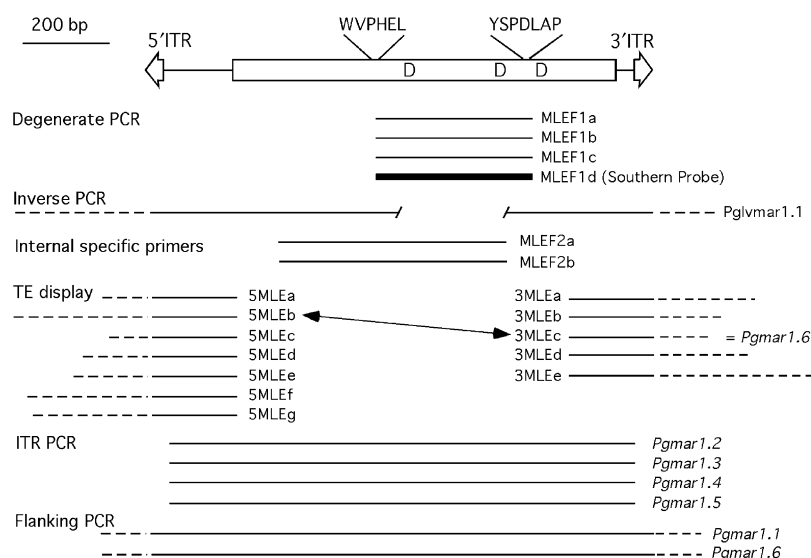 200 bp
WVPHEL
YSPDLAP
5'ITR
3'ITR
D D D
Degenerate PCR
MLEF1a
MLEF1b
MLEF1c
MLEF1d (Southern Probe)
Inverse PCR
PgIvmar1.1
Internal specific primers
MLEF2a
MLEF2b
TE display
5MLEa
5MLEb
5MLEc
5MLEd
5MLEe
5MLEf
5MLEg
3MLEa
3MLEb
3MLEc
= Pgmar1.6
3MLEd
3MLEe
ITR PCR
Pgmar1.2
Pgmar1.3
Pgmar1.4
Pgmar1.5
Flanking PCR
Pgmar1.1
Pgmar1.6